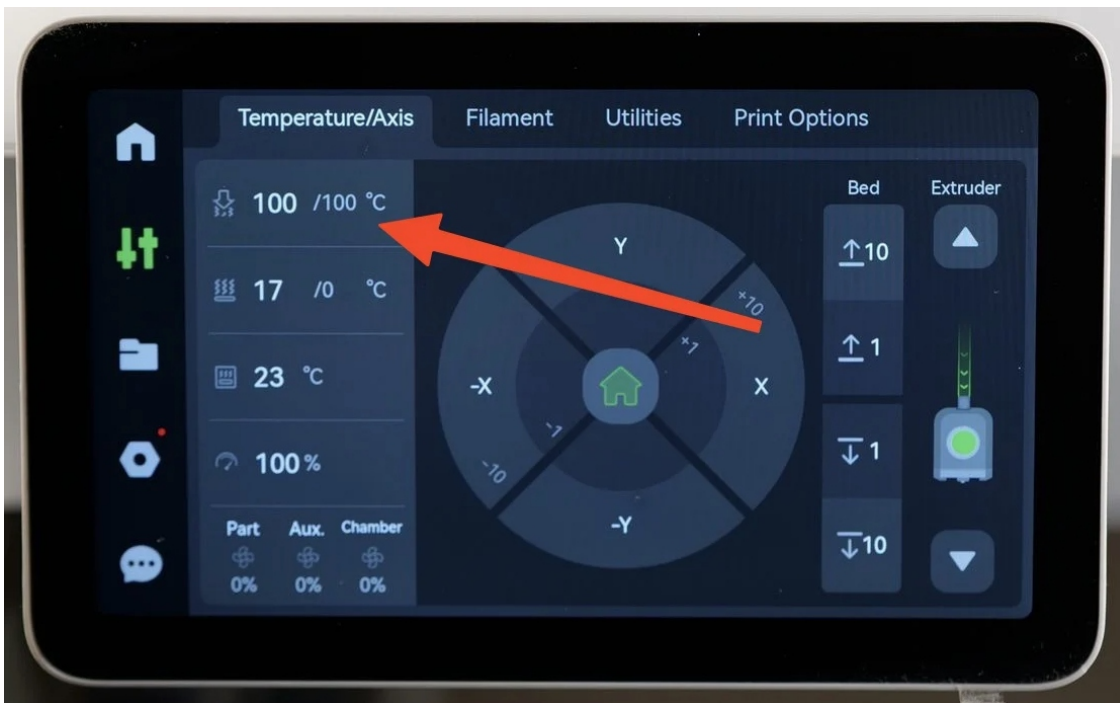 Temperature/Axis Filament Utilities Print Options
100 /100 °C
17 /0 °C
23 °C
100%
Part Aux. Chamber
0% 0% 0%
Y
+10
+1
-X X
-1
-10
-Y
Bed Extruder
10
1
1
10